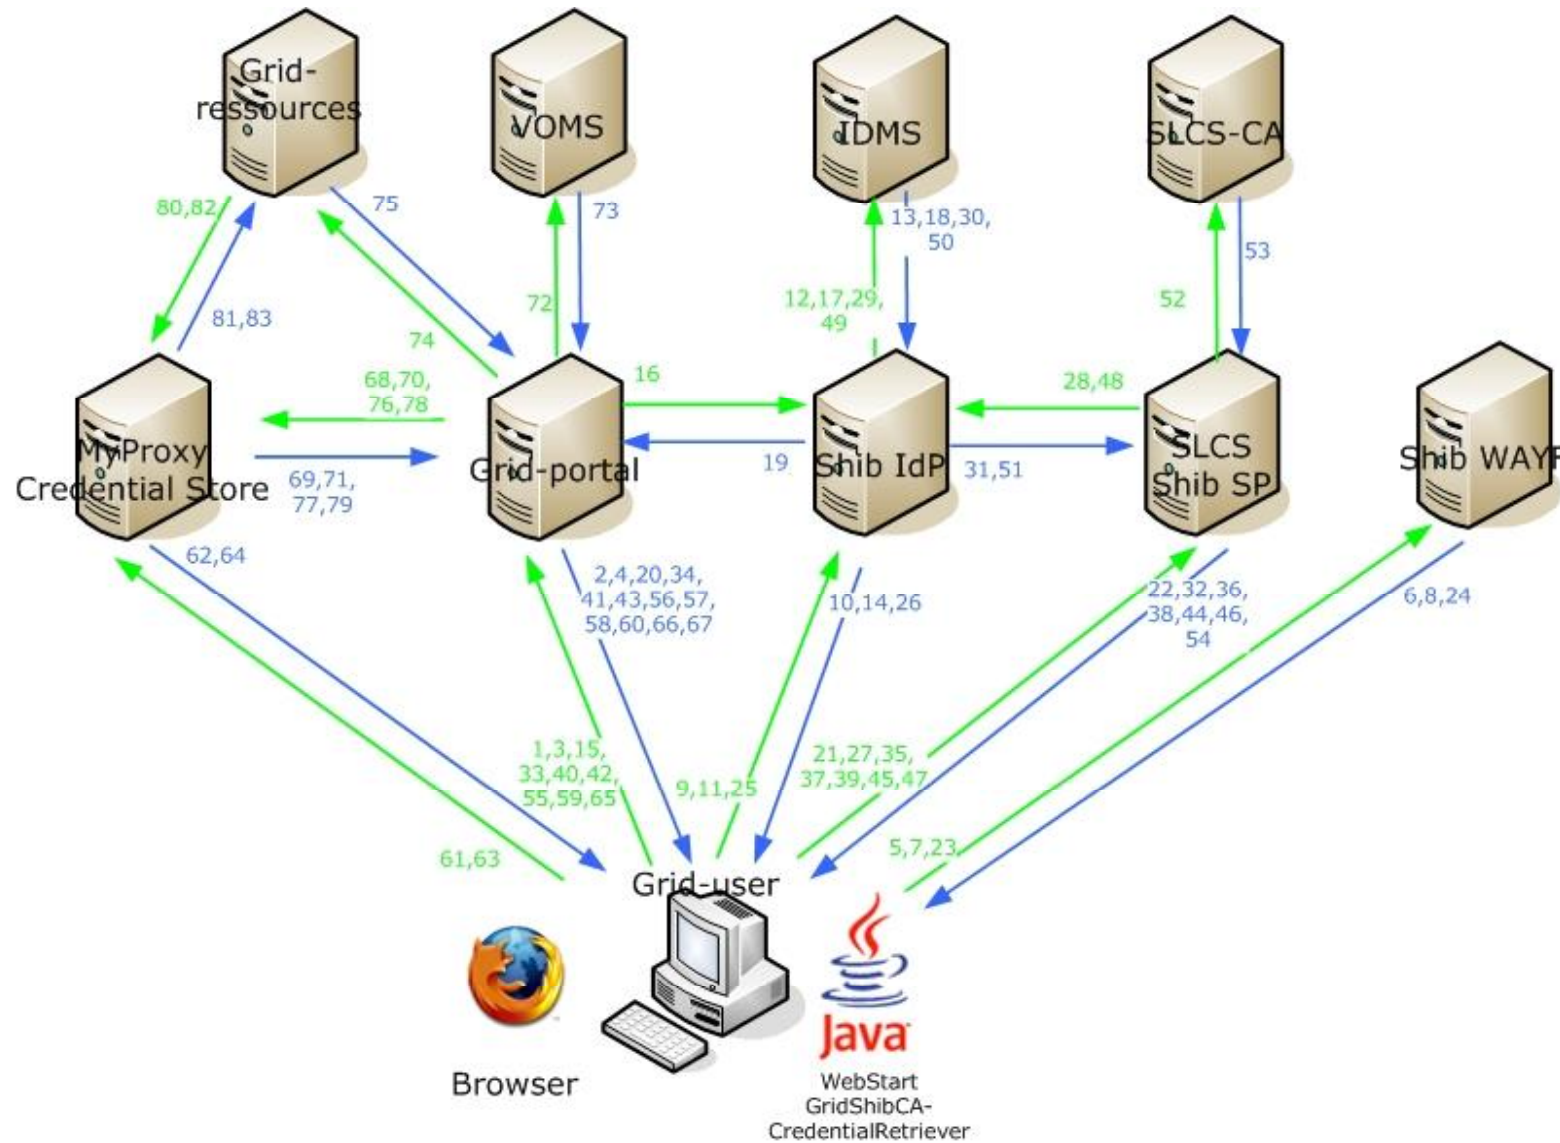 Grid-
ressources
VOMS
IDMS
SLCS-CA
80,82
75
73
13,18,30,
50
53
81,83
74
72
12,17,29,
49
52
68,70,
76,78
16
28,48
MyProxy
Credential Store
Grid-portal
Shib IdP
SLCS
Shib SP
Shib WAYF
69,71,
77,79
19
31,51
62,64
2,4,20,34,
41,43,56,57,
58,60,66,67
10,14,26
22,32,36,
38,44,46,
54
6,8,24
1,3,15,
33,40,42,
55,59,65
9,11,25
21,27,35,
37,39,45,47
61,63
5,7,23
Grid-user
Browser
Java
WebStart
GridShibCA-
CredentialRetriever